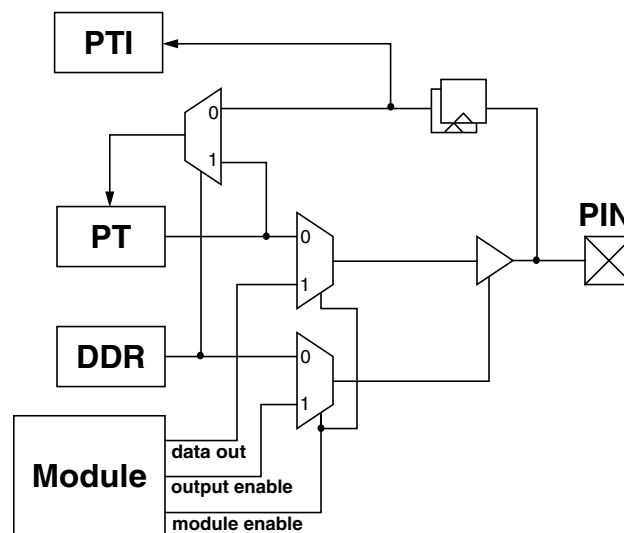 PTI
0
1
PT
PIN
0
1
DDR
0
1
Module
data out
output enable
module enable